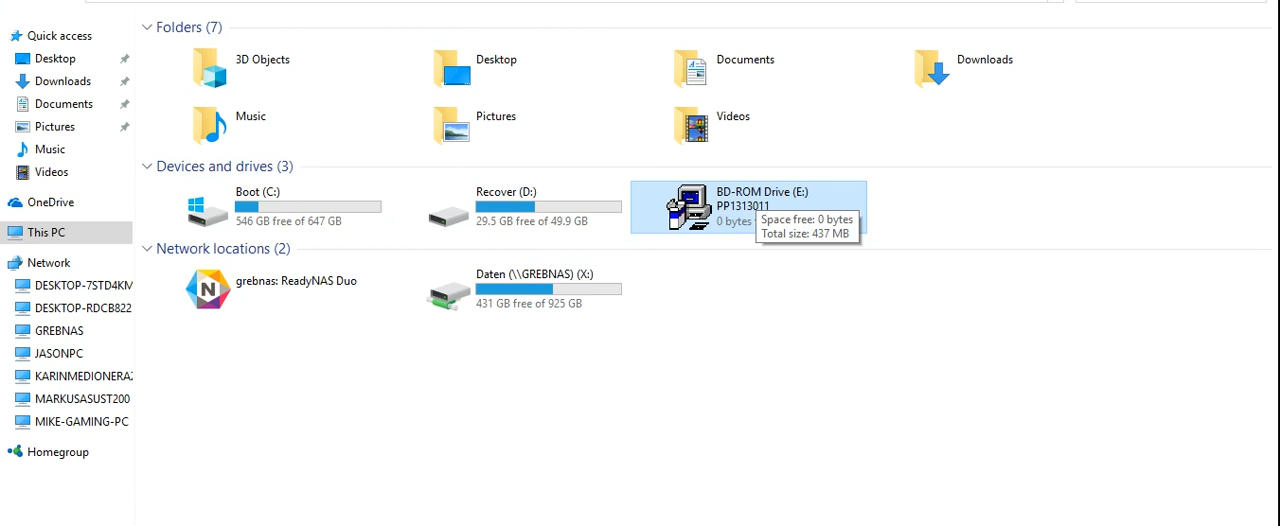 Quick access
Desktop
Downloads
Documents
Pictures
Music
Videos
OneDrive
This PC
Network
DESKTOP-7STD4KM
DESKTOP-RDCB822
GREBNAS
JASONPC
KARINMEDIONERAZ
MARKUSASUST200
MIKE-GAMING-PC
Homegroup
Folders (7)
3D Objects
Desktop
Documents
Downloads
Music
Pictures
Videos
Devices and drives (3)
Boot (C:)
546 GB free of 647 GB
Recover (D:)
29.5 GB free of 49.9 GB
BD-ROM Drive (E:)
PP1313011
0 bytes
Space free: 0 bytes
Total size: 437 MB
Network locations (2)
N
grebnas: ReadyNAS Duo
Daten (\\GREBNAS) (X:)
431 GB free of 925 GB